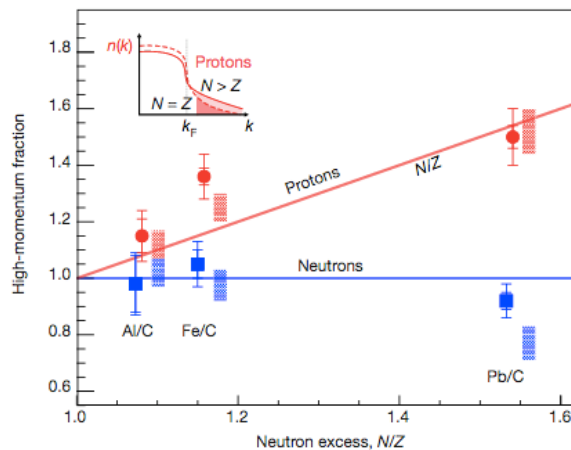 High-momentum fraction
1.8
1.6
1.4
1.2
1.0
0.8
0.6
n(k)
Protons
N > Z
N = Z
kF
k
Protons
N/Z
Neutrons
Al/C
Fe/C
Pb/C
1.0
1.2
1.4
1.6
Neutron excess, N/Z